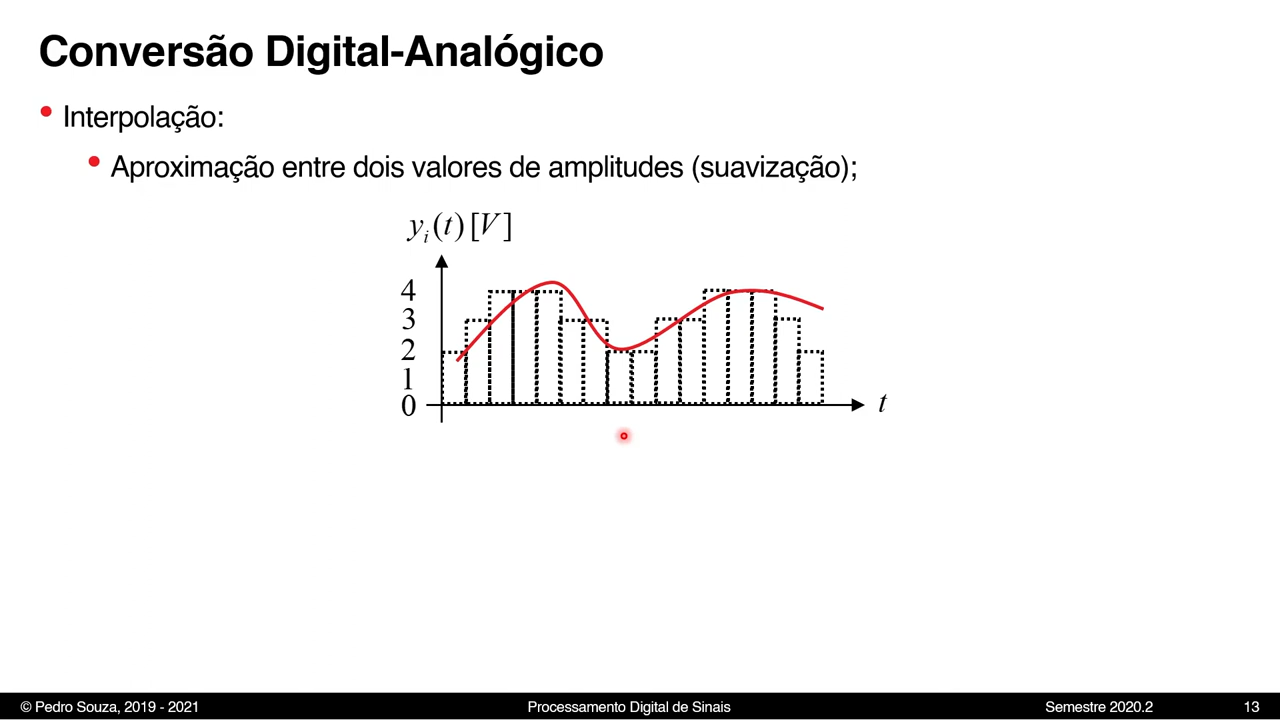 Conversão Digital-Analógico
• Interpolação:
• Aproximação entre dois valores de amplitudes (suavização);
yᵢ(t)[V]
4
3
2
1
0
t
© Pedro Souza, 2019 - 2021
Processamento Digital de Sinais
Semestre 2020.2
13